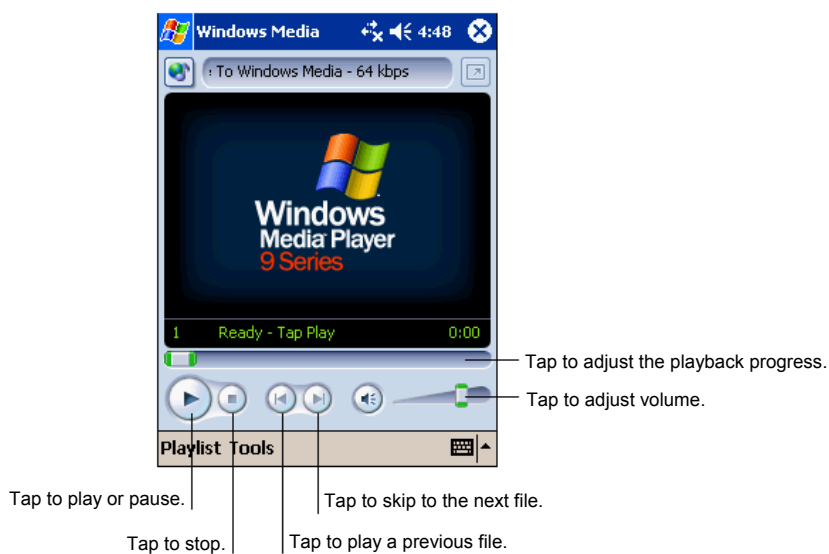 Windows Media 4:48
: To Windows Media - 64 kbps
Windows
Media Player
9 Series
1 Ready - Tap Play 0:00
Tap to adjust the playback progress.
Tap to adjust volume.
Playlist Tools
Tap to play or pause.
Tap to skip to the next file.
Tap to stop.
Tap to play a previous file.